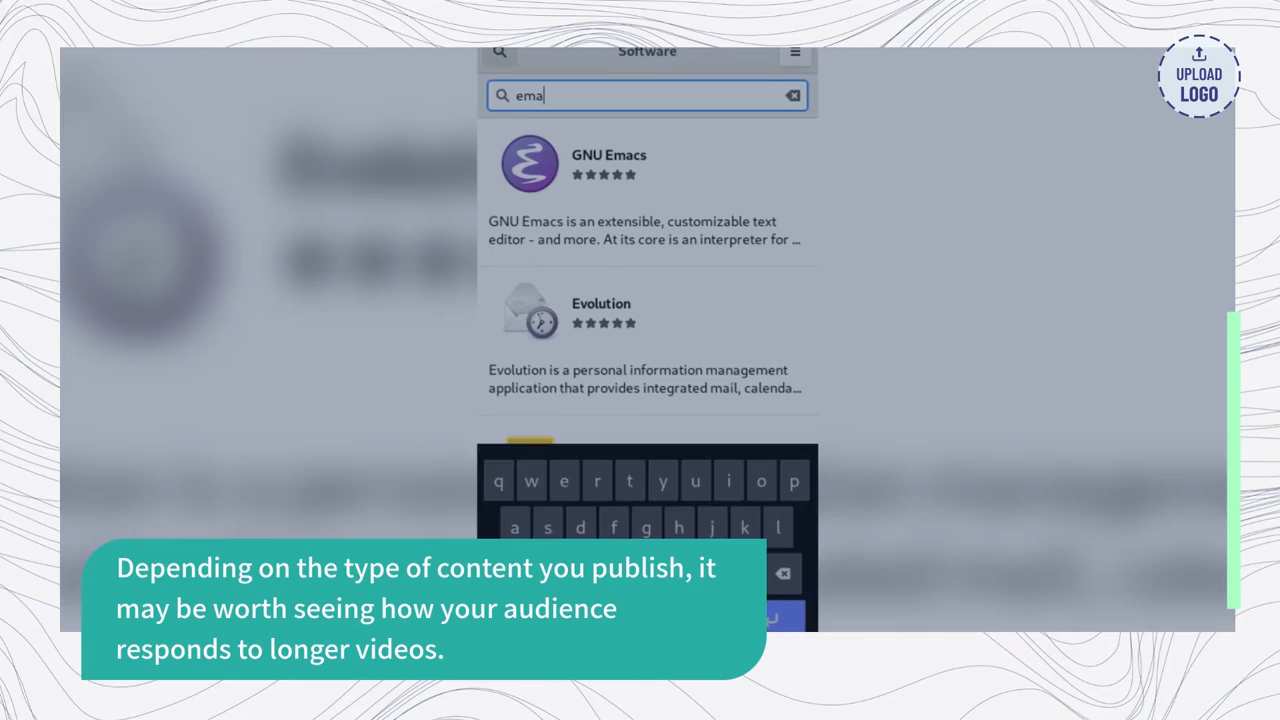 Software
UPLOAD
LOGO
ema
GNU Emacs
GNU Emacs is an extensible, customizable text
editor - and more. At its core is an interpreter for ...
Evolution
Evolution is a personal information management
application that provides integrated mail, calenda...
q w e r t y u i o p
a s d f g h j k l
Depending on the type of content you publish, it
may be worth seeing how your audience
responds to longer videos.